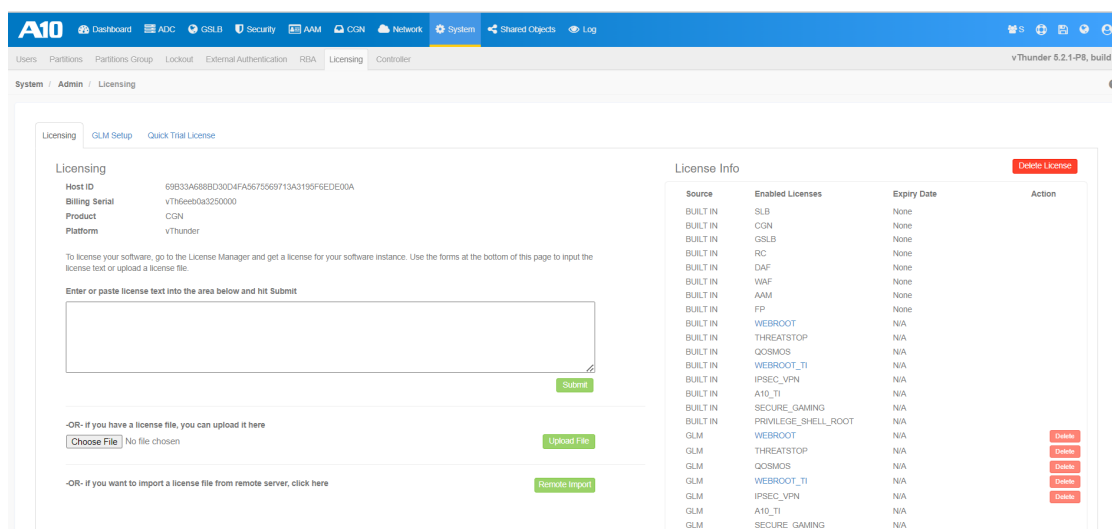 A10 Dashboard ADC GSLB Security AAM CGN Network System Shared Objects Log S
Users Partitions Partitions Group Lockout External Authentication RBA Licensing Controller vThunder 5.2.1-P8, build
System / Admin / Licensing
Licensing GLM Setup Quick Trial License
Licensing
Host ID 69B33A688BD30D4FA5675569713A3195F6EDE00A
Billing Serial vTh6eeb0a3250000
Product CGN
Platform vThunder
To license your software, go to the License Manager and get a license for your software instance. Use the forms at the bottom of this page to input the
license text or upload a license file.
Enter or paste license text into the area below and hit Submit
Submit
-OR- if you have a license file, you can upload it here
Choose File No file chosen Upload File
-OR- if you want to import a license file from remote server, click here Remote Import
License Info Delete License
Source Enabled Licenses Expiry Date Action
BUILT IN SLB None
BUILT IN CGN None
BUILT IN GSLB None
BUILT IN RC None
BUILT IN DAF None
BUILT IN WAF None
BUILT IN AAM None
BUILT IN FP None
BUILT IN WEBROOT N/A
BUILT IN THREATSTOP N/A
BUILT IN QOSMOS N/A
BUILT IN WEBROOT_TI N/A
BUILT IN IPSEC_VPN N/A
BUILT IN A10_TI N/A
BUILT IN SECURE_GAMING N/A
BUILT IN PRIVILEGE_SHELL_ROOT N/A
GLM WEBROOT N/A Delete
GLM THREATSTOP N/A Delete
GLM QOSMOS N/A Delete
GLM WEBROOT_TI N/A Delete
GLM IPSEC_VPN N/A Delete
GLM A10_TI N/A
GLM SECURE_GAMING N/A